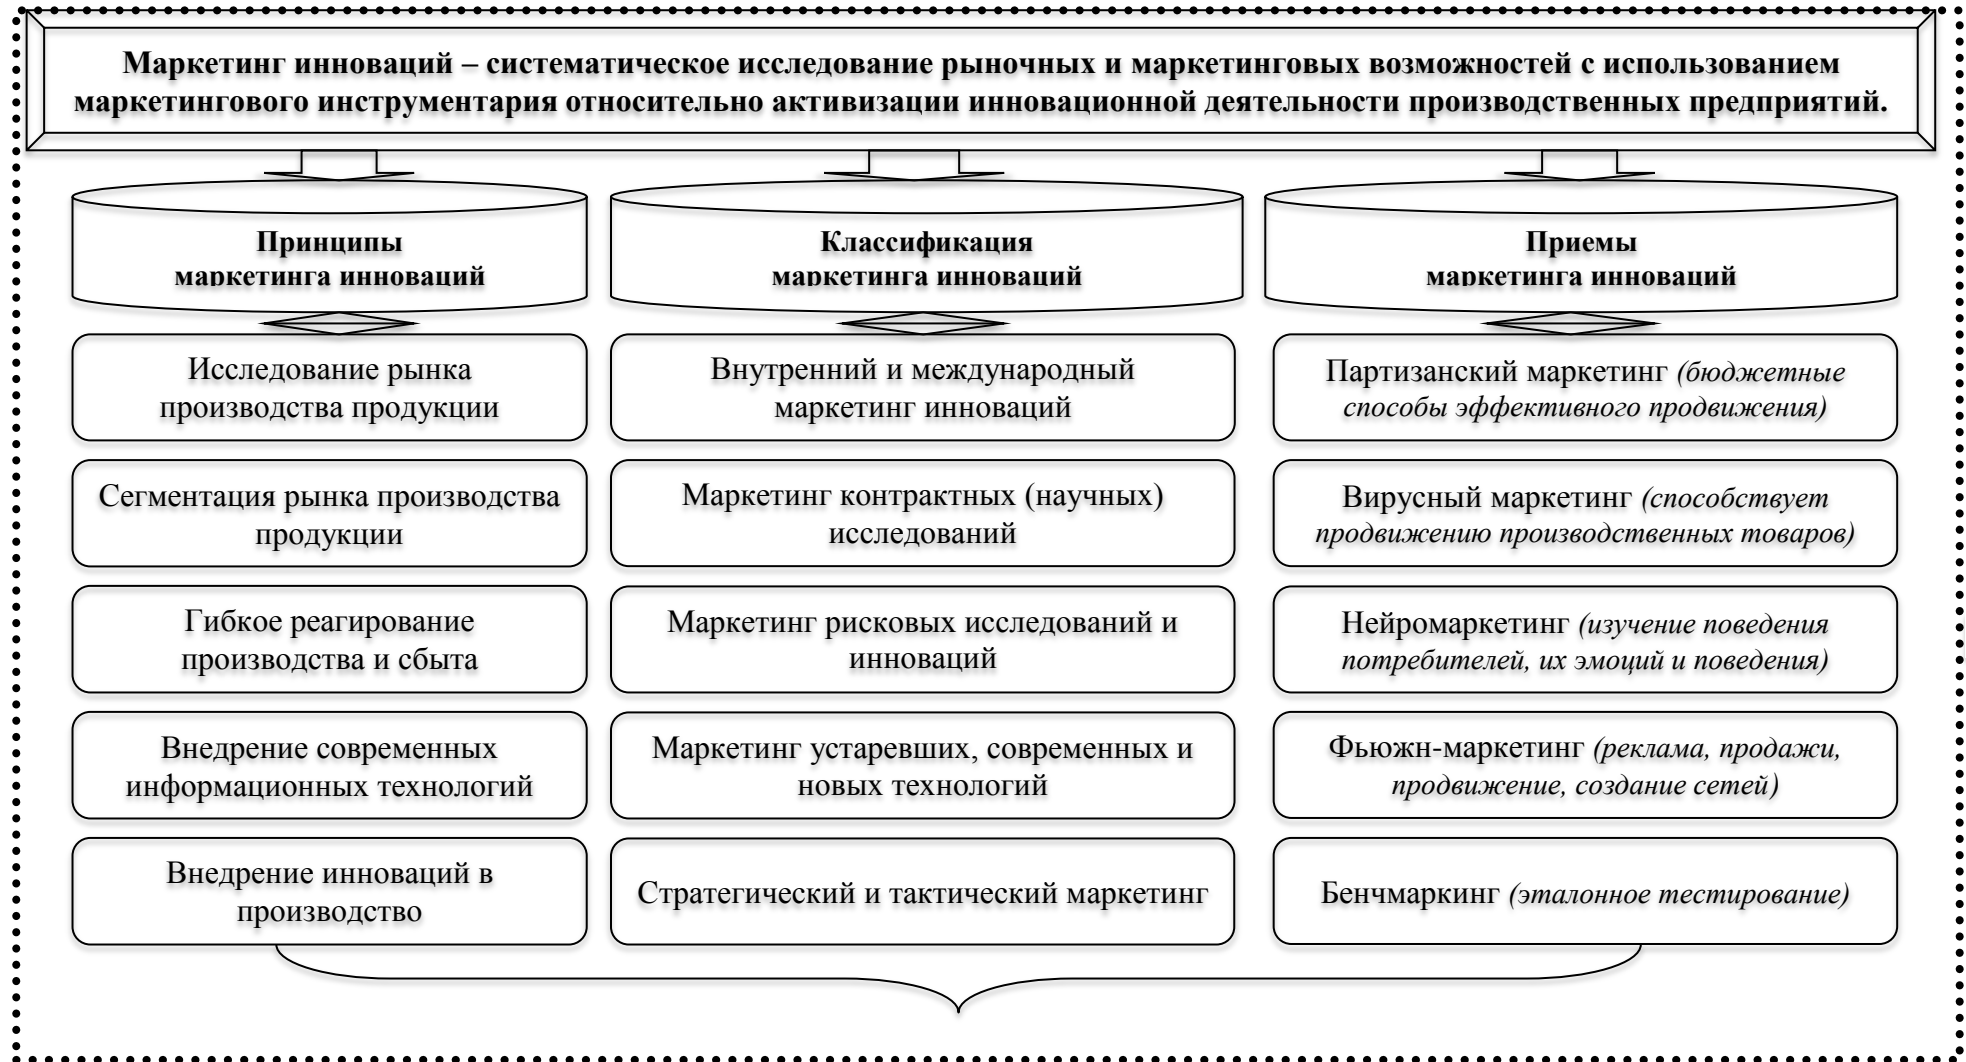 Маркетинг инноваций – систематическое исследование рыночных и маркетинговых возможностей с использованием
маркетингового инструментария относительно активизации инновационной деятельности производственных предприятий.
Принципы
маркетинга инноваций
Исследование рынка
производства продукции
Сегментация рынка производства
продукции
Гибкое реагирование
производства и сбыта
Внедрение современных
информационных технологий
Внедрение инноваций в
производство
Классификация
маркетинга инноваций
Внутренний и международный
маркетинг инноваций
Маркетинг контрактных (научных)
исследований
Маркетинг рисковых исследований и
инноваций
Маркетинг устаревших, современных и
новых технологий
Стратегический и тактический маркетинг
Приемы
маркетинга инноваций
Партизанский маркетинг (бюджетные
способы эффективного продвижения)
Вирусный маркетинг (способствует
продвижению производственных товаров)
Нейромаркетинг (изучение поведения
потребителей, их эмоций и поведения)
Фьюжн-маркетинг (реклама, продажи,
продвижение, создание сетей)
Бенчмаркинг (эталонное тестирование)